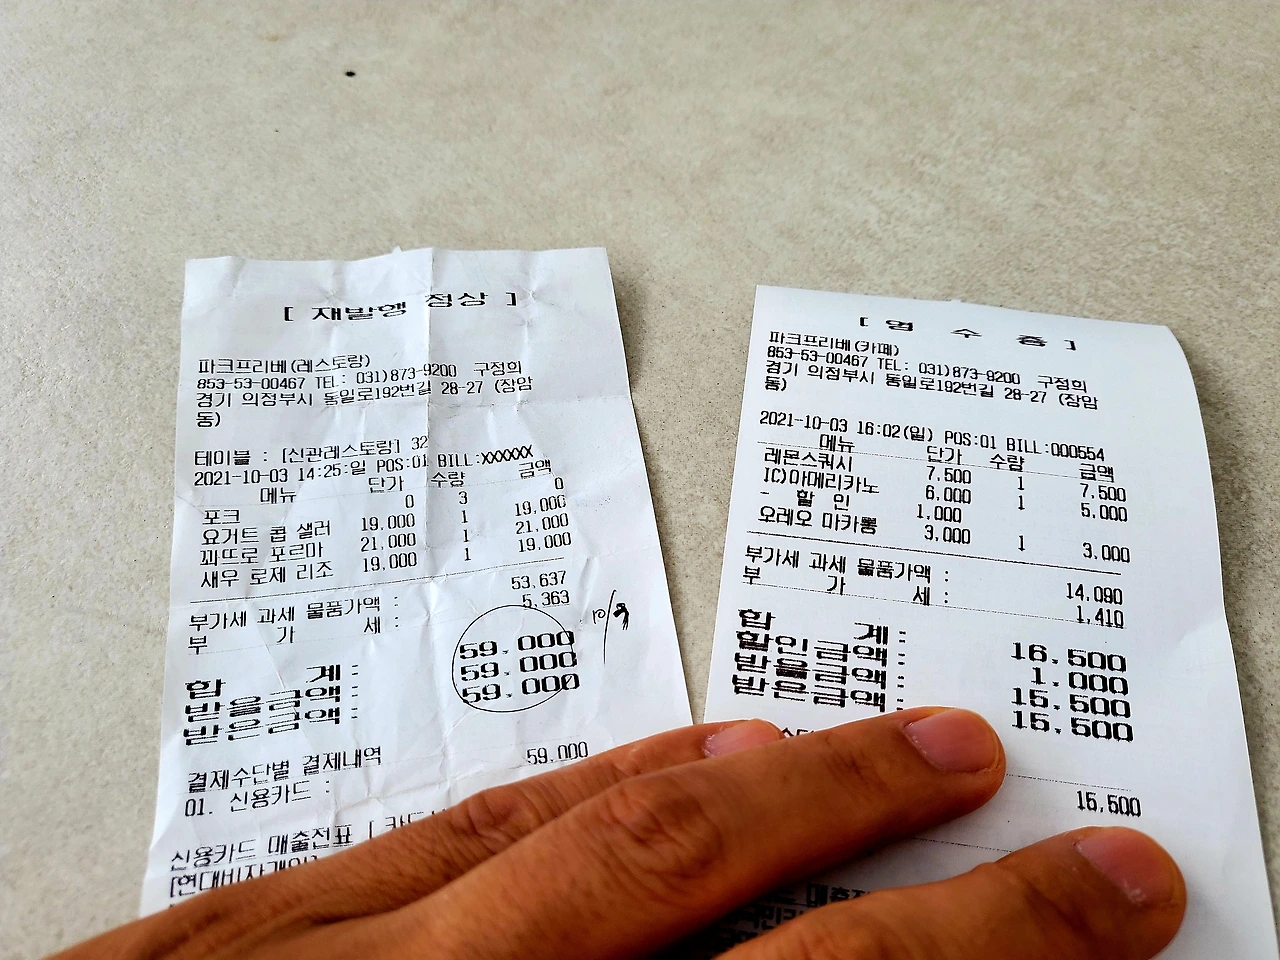 [ 재발행 정상 ]
파크프리베(레스토랑)
853-53-00467 TEL: 031)873-9200 구정희
경기 의정부시 동일로192번길 28-27 (장암
동)
테이블 : [신관레스토랑] 32
2021-10-03 14:25:일 POS:01 BILL:XXXXXX
메뉴 단가 수량 금액
포크 0 3 0
요거트 콥 샐러 19,000 1 19,000
꽈뜨로 포르마 21,000 1 21,000
새우 로제 리조 19,000 1 19,000
부가세 과세 물품가액 : 53,637
부 가 세 : 5,363
합 계: 59,000
받을금액: 59,000
받은금액: 59,000
결제수단별 결제내역
01. 신용카드 : 59,000
신용카드 매출전표 [
[현대비자개인]
[ 영 수 증 ]
파크프리베(카페)
853-53-00467 TEL: 031)873-9200 구정희
경기 의정부시 동일로192번길 28-27 (장암
동)
2021-10-03 16:02(일) POS:01 BILL:000554
메뉴 단가 수량 금액
레몬스쿼시 7,500 1 7,500
IC)아메리카노 6,000 1 5,000
- 할 인 1,000
오레오 마카롱 3,000 1 3,000
부가세 과세 물품가액 : 14,090
부 가 세 : 1,410
합 계: 16,500
할인금액: 1,000
받을금액: 15,500
받은금액: 15,500
15,500